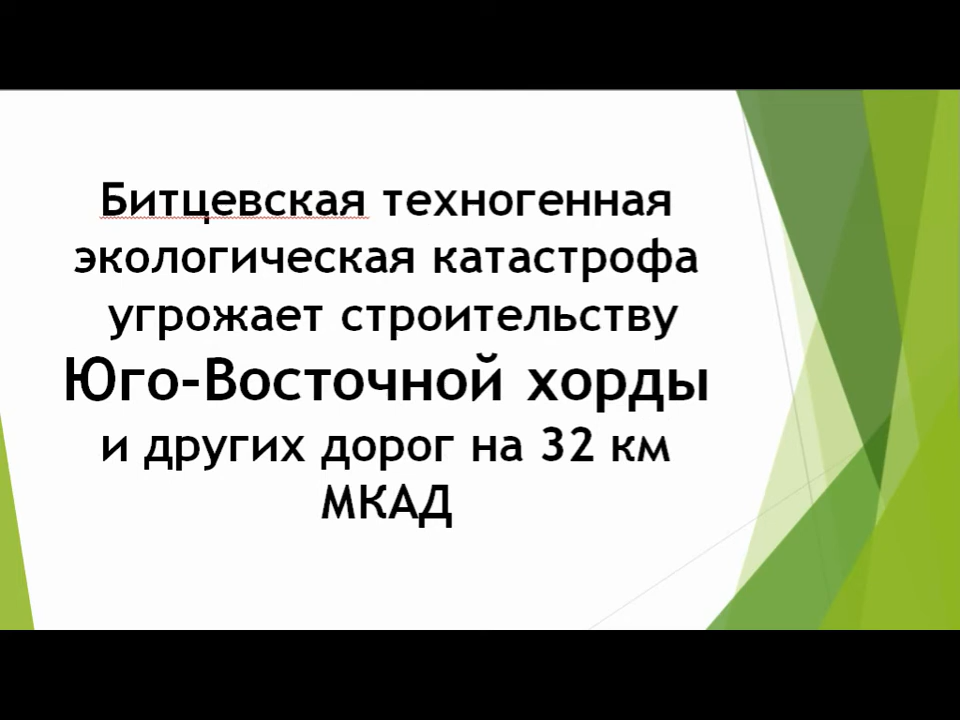 Битцевская техногенная
экологическая катастрофа
угрожает строительству
Юго-Восточной хорды
и других дорог на 32 км
МКАД